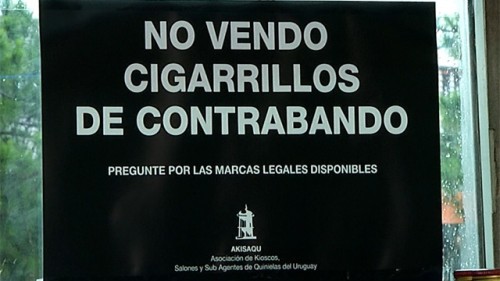 NO VENDO
CIGARRILLOS
DE CONTRABANDO
PREGUNTE POR LAS MARCAS LEGALES DISPONIBLES
AKISAQU
Asociación de Kioscos,
Salones y Sub Agentes de Quinielas del Uruguay